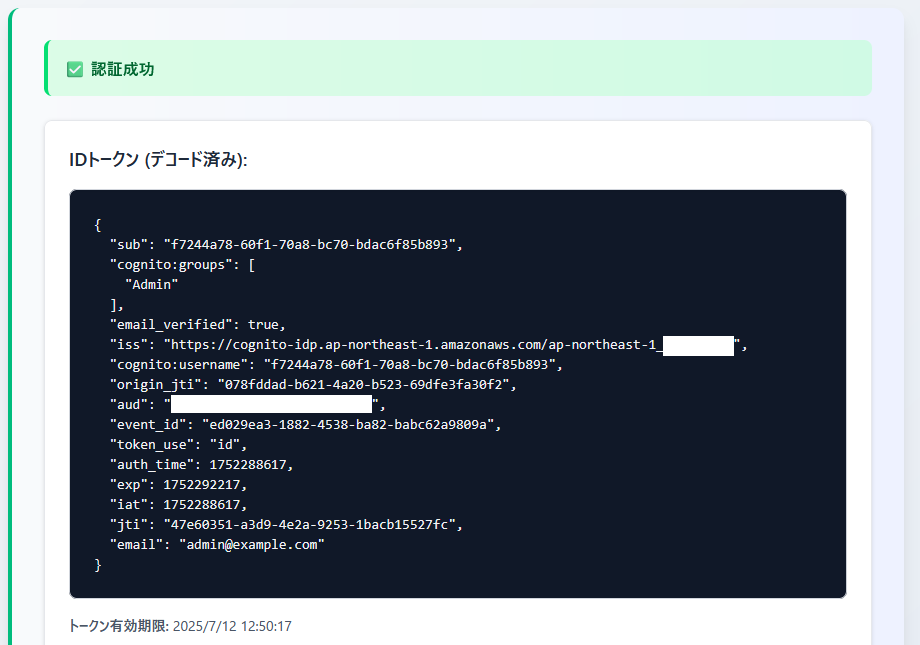 ✅ 認証成功
IDトークン (デコード済み):
{
  "sub": "f7244a78-60f1-70a8-bc70-bdac6f85b893",
  "cognito:groups": [
    "Admin"
  ],
  "email_verified": true,
  "iss": "https://cognito-idp.ap-northeast-1.amazonaws.com/ap-northeast-1_",
  "cognito:username": "f7244a78-60f1-70a8-bc70-bdac6f85b893",
  "origin_jti": "078fddad-b621-4a20-b523-69dfe3fa30f2",
  "aud": "",
  "event_id": "ed029ea3-1882-4538-ba82-babc62a9809a",
  "token_use": "id",
  "auth_time": 1752288617,
  "exp": 1752292217,
  "iat": 1752288617,
  "jti": "47e60351-a3d9-4e2a-9253-1bacb15527fc",
  "email": "admin@example.com"
}
トークン有効期限: 2025/7/12 12:50:17